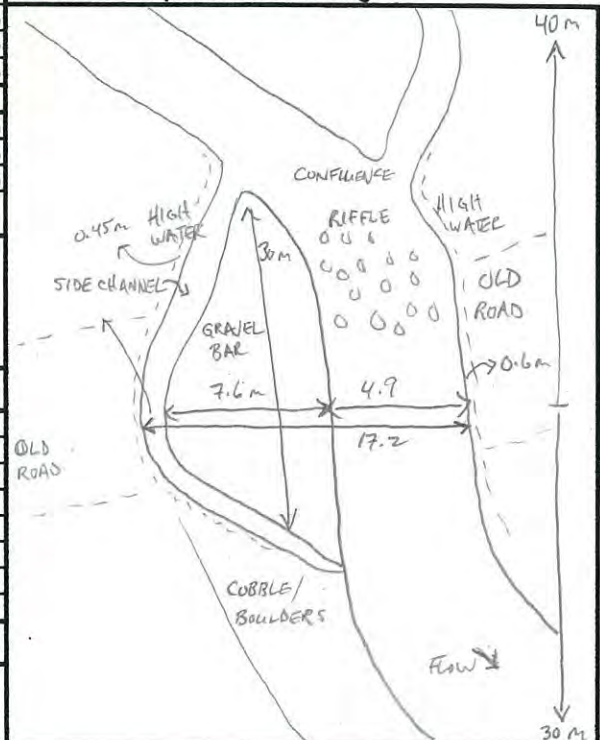 40 m
CONFLUENCE
HIGH
WATER
0.45m
RIFFLE
HIGH
WATER
30m
SIDE CHANNEL
OLD
ROAD
GRAVEL
BAR
0.6m
7.6 m
4.9
17.2
OLD
ROAD
CUBBLE/
BOULDERS
FLOW
30 m